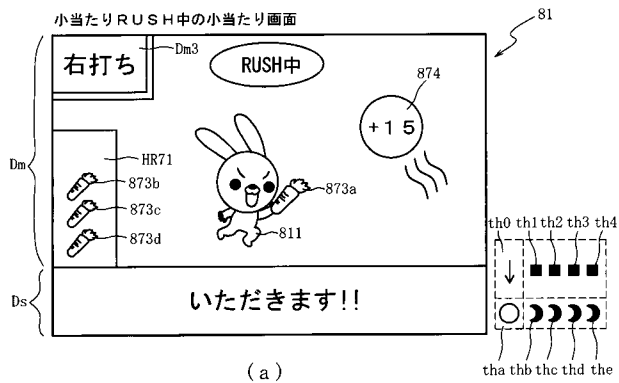 小当たりＲＵＳＨ中の小当たり画面
81
右打ち
Dm3
RUSH中
874
+15
Dm
HR71
873b
873c
873d
873a
811
th0 th1 th2 th3 th4
Ds
いただきます!!
tha thb thc thd the
(a)